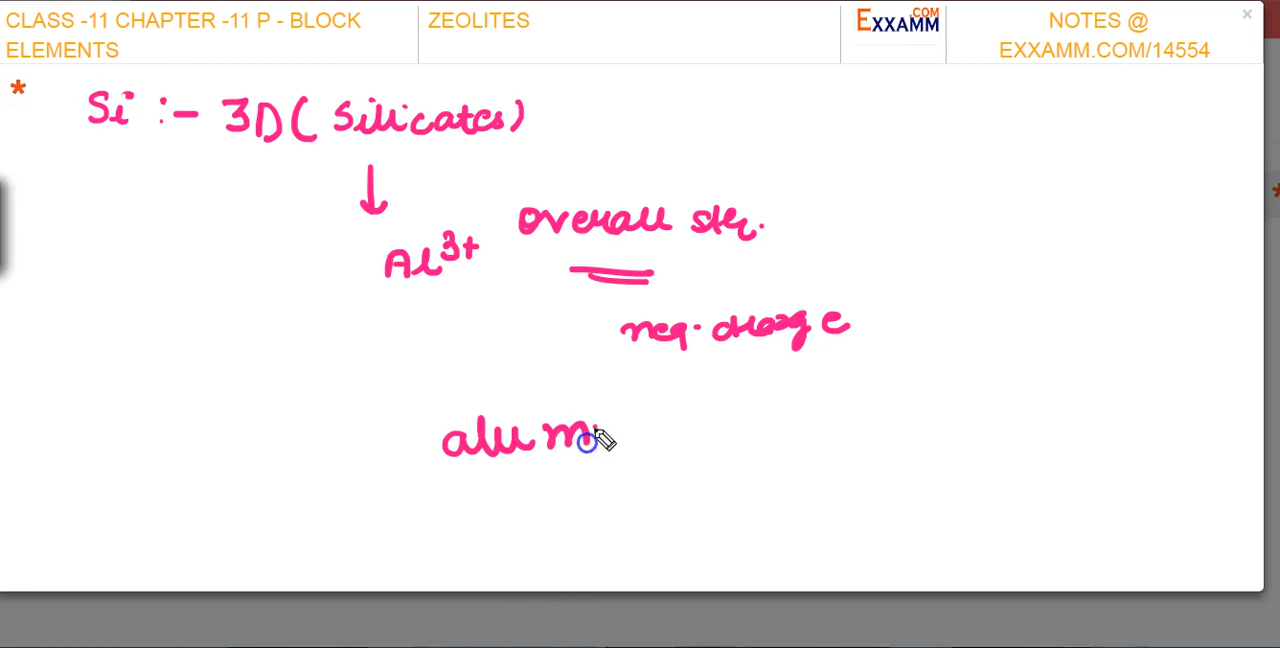 CLASS -11 CHAPTER -11 P - BLOCK ELEMENTS
ZEOLITES
EXXAMM.COM
NOTES @ EXXAMM.COM/14554
* Si :- 3D ( Silicates )
↓
Al3+ overall str.
neg. charge
alum